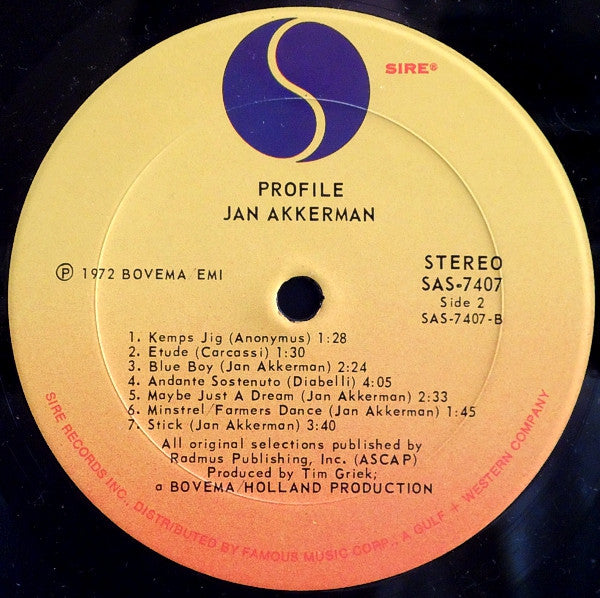 SIRE®
PROFILE
JAN AKKERMAN
Ⓟ 1972 BOVEMA/EMI
STEREO
SAS-7407
Side 2
SAS-7407-B
1. Kemps Jig (Anonymus) 1:28
2. Etude (Carcassi) 1:30
3. Blue Boy (Jan Akkerman) 2:24
4. Andante Sostenuto (Diabelli) 4:05
5. Maybe Just A Dream (Jan Akkerman) 2:33
6. Minstrel/Farmers Dance (Jan Akkerman) 1:45
7. Stick (Jan Akkerman) 3:40
All original selections published by
Radmus Publishing, Inc. (ASCAP)
Produced by Tim Griek;
a BOVEMA/HOLLAND PRODUCTION
SIRE RECORDS INC., DISTRIBUTED BY FAMOUS MUSIC CORP., A GULF + WESTERN COMPANY